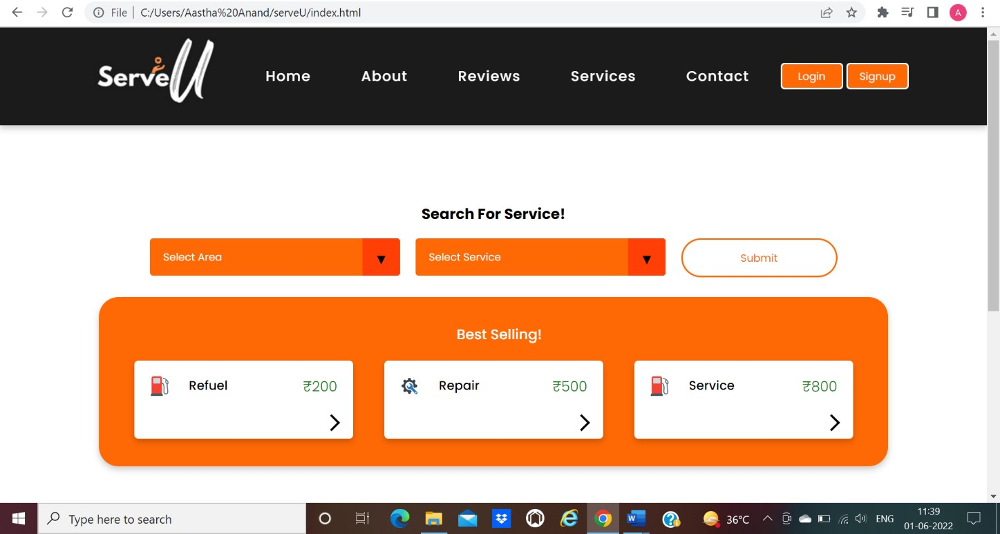 File | C:/Users/Aastha%20Anand/serveU/index.html
A
ServeU
Home About Reviews Services Contact Login Signup
Search For Service!
Select Area ▼ Select Service ▼ Submit
Best Selling!
Refuel ₹200 Repair ₹500 Service ₹800
Type here to search
W
36°C
ENG
11:39
01-06-2022